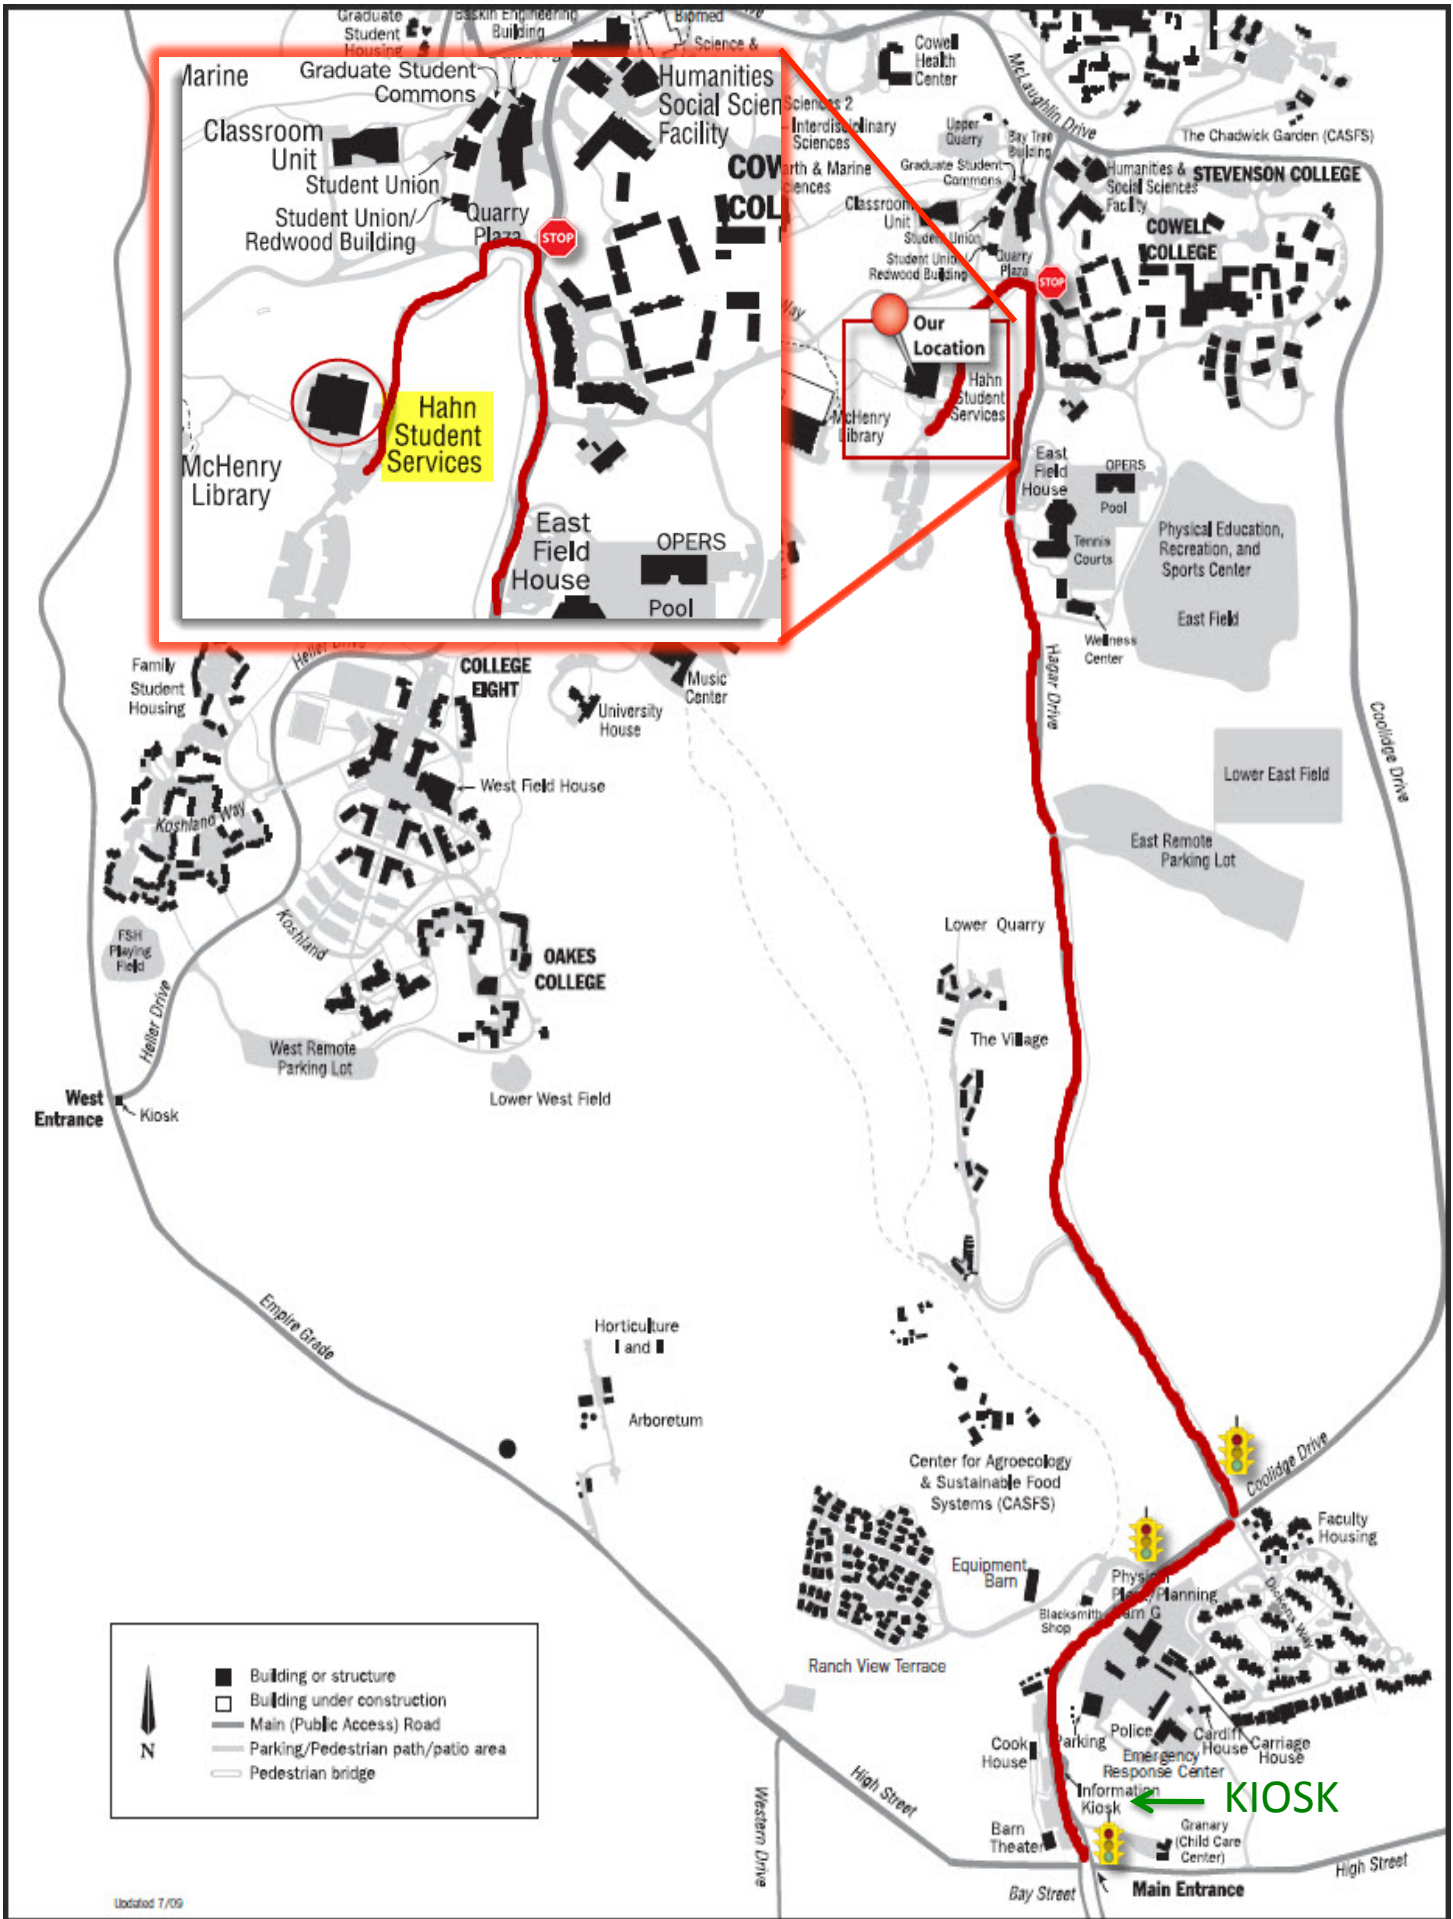 Graduate
Student
Housing
Baskin Engineering
Building
Biomed
Science &
Cowell
Health
Center
McLaughlin Drive
The Chadwick Garden (CASFS)
Marine
Graduate Student
Commons
Building
Humanities
Social Scien
Facility
Classroom
Unit
Student Union
Student Union/
Redwood Building
Quarry
Plaza
STOP
COW
COL
Hahn
Student
Services
McHenry
Library
East
Field
House
OPERS
Pool
Sciences 2
Interdisciplinary
Sciences
Earth & Marine
Sciences
Upper
Quarry
Bay Tree
Building
Graduate Student
Commons
Classroom
Unit
Student Union
Student Union/
Redwood Building
Quarry
Plaza
STOP
Humanities &
Social Sciences
Facility
STEVENSON COLLEGE
COWELL
COLLEGE
Way
Our
Location
Hahn
Student
Services
McHenry
Library
East
Field
House
OPERS
Pool
Tennis
Courts
Physical Education,
Recreation, and
Sports Center
East Field
Wellness
Center
Hagar Drive
Coolidge Drive
Lower East Field
East Remote
Parking Lot
Family
Student
Housing
Heller Drive
COLLEGE
EIGHT
University
House
Music
Center
West Field House
Koshland Way
Koshland
FSH
Playing
Field
OAKES
COLLEGE
Heller Drive
West Remote
Parking Lot
Lower West Field
West
Entrance
Kiosk
Lower Quarry
The Village
Empire Grade
Horticulture
I and II
Arboretum
Center for Agroecology
& Sustainable Food
Systems (CASFS)
Coolidge Drive
Faculty
Housing
Equipment
Barn
Physical
Plant/Planning
Barn G
Blacksmith
Shop
Dickens Way
Ranch View Terrace
Cook
House
Parking
Police
Cardiff
House
Carriage
House
Emergency
Response Center
Information
Kiosk
KIOSK
Barn
Theater
Granary
(Child Care
Center)
High Street
High Street
Western Drive
Bay Street
Main Entrance
N
Building or structure
Building under construction
Main (Public Access) Road
Parking/Pedestrian path/patio area
Pedestrian bridge
Updated 7/09